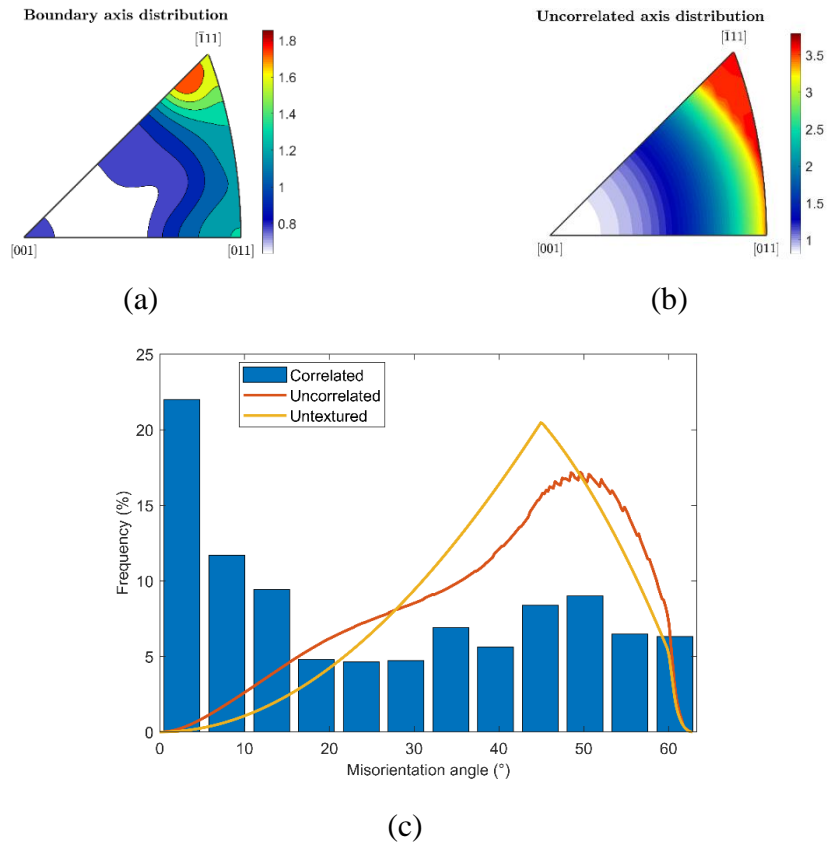 Boundary axis distribution
[1̄11]
1.8
1.6
1.4
1.2
1
0.8
[001]
[011]
(a)
Uncorrelated axis distribution
[1̄11]
3.5
3
2.5
2
1.5
1
[001]
[011]
(b)
25
20
15
10
5
0
Frequency (%)
Correlated
Uncorrelated
Untextured
0 10 20 30 40 50 60
Misorientation angle (°)
(c)